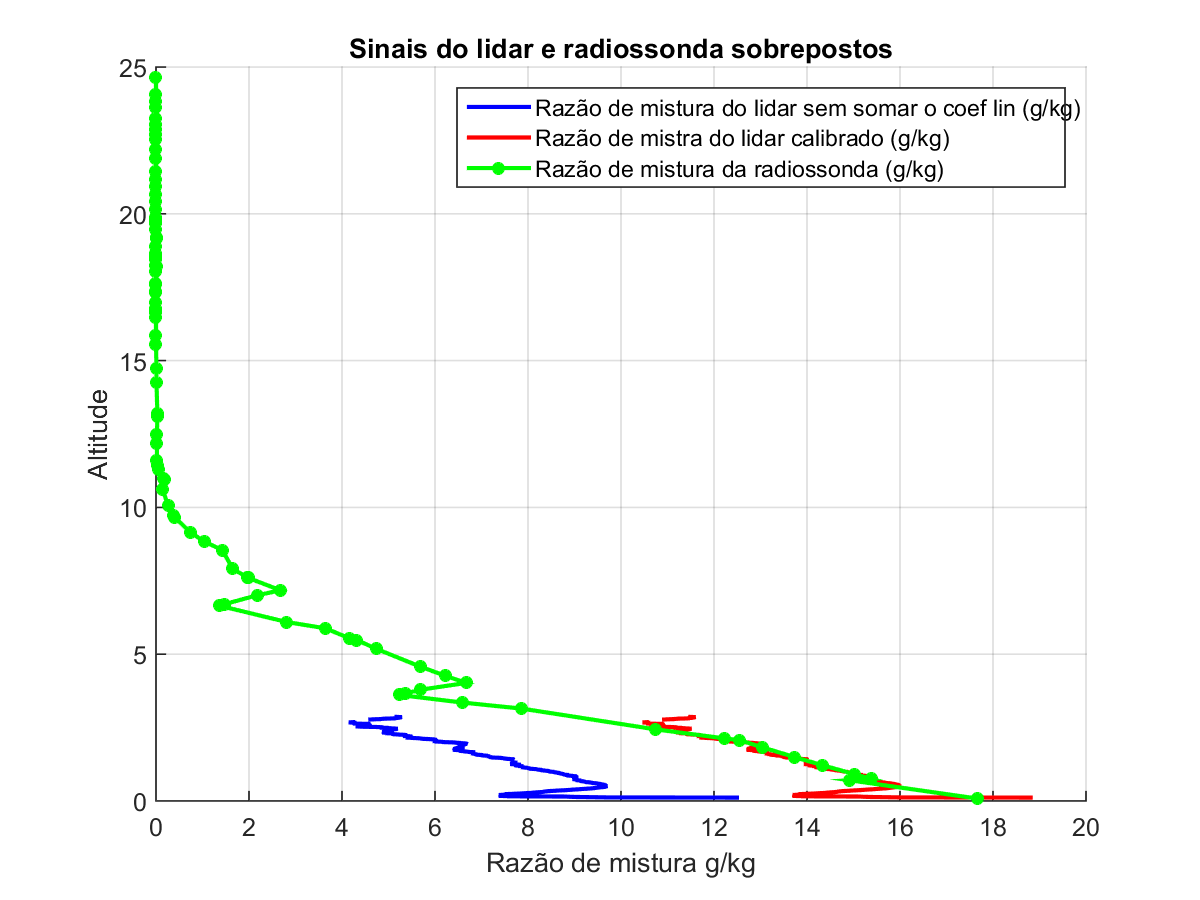 Sinais do lidar e radiossonda sobrepostos
Razão de mistura do lidar sem somar o coef lin (g/kg)
Razão de mistra do lidar calibrado (g/kg)
Razão de mistura da radiossonda (g/kg)
25
20
15
10
5
0
Altitude
0 2 4 6 8 10 12 14 16 18 20
Razão de mistura g/kg